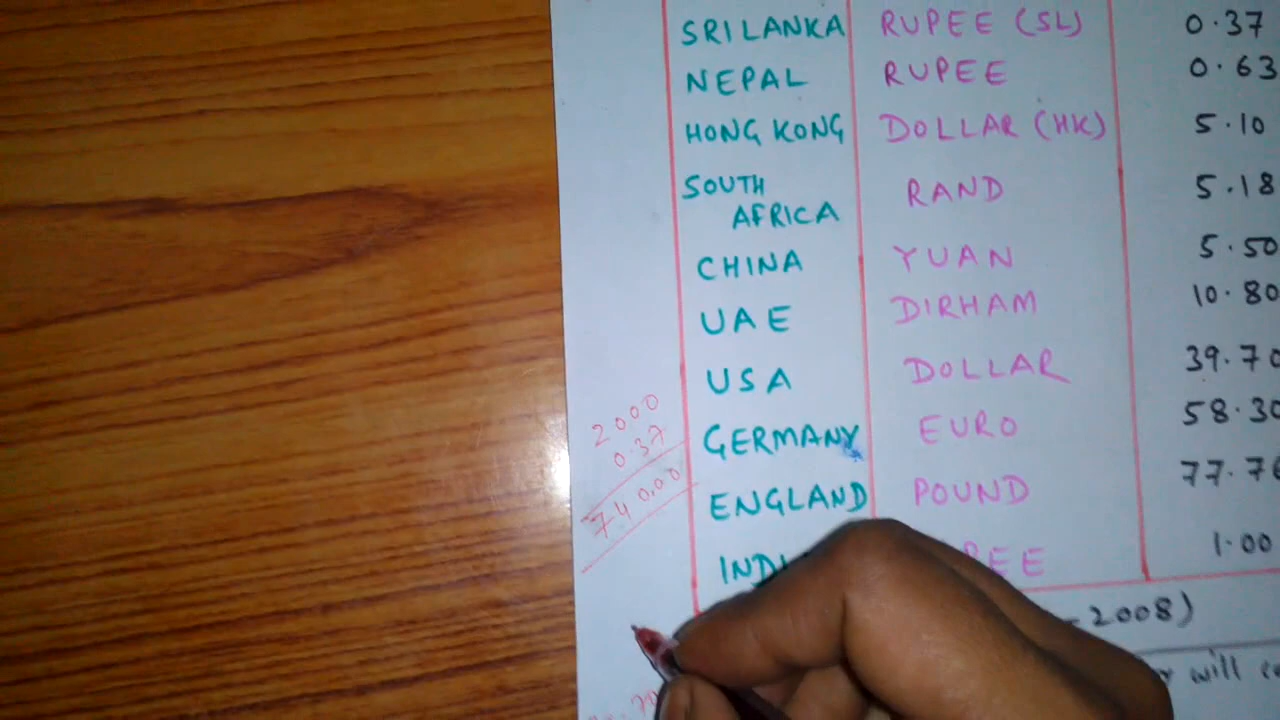 SRILANKA RUPEE (SL) 0.37
NEPAL RUPEE 0.63
HONG KONG DOLLAR (HK) 5.10
SOUTH AFRICA RAND 5.18
CHINA YUAN 5.50
UAE DIRHAM 10.80
USA DOLLAR 39.70
GERMANY EURO 58.30
ENGLAND POUND 77.76
1.00
2000
0.37
740.00
2008)
will